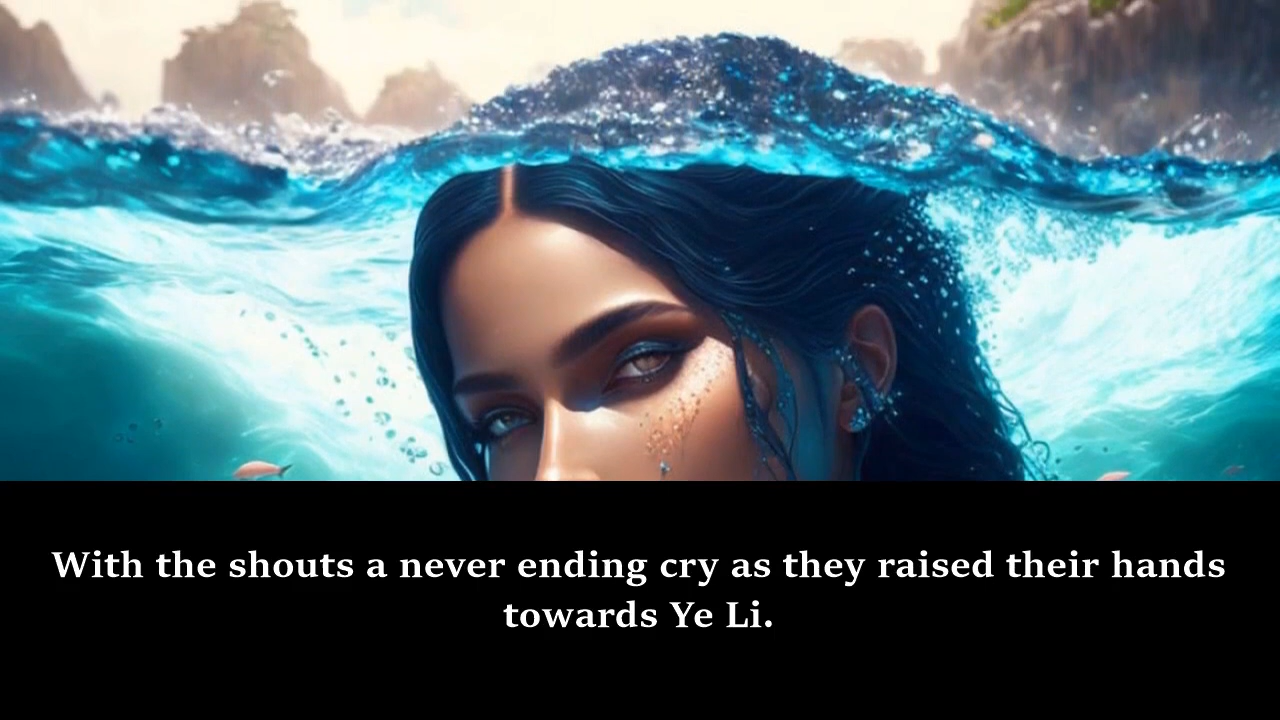 With the shouts a never ending cry as they raised their hands
towards Ye Li.